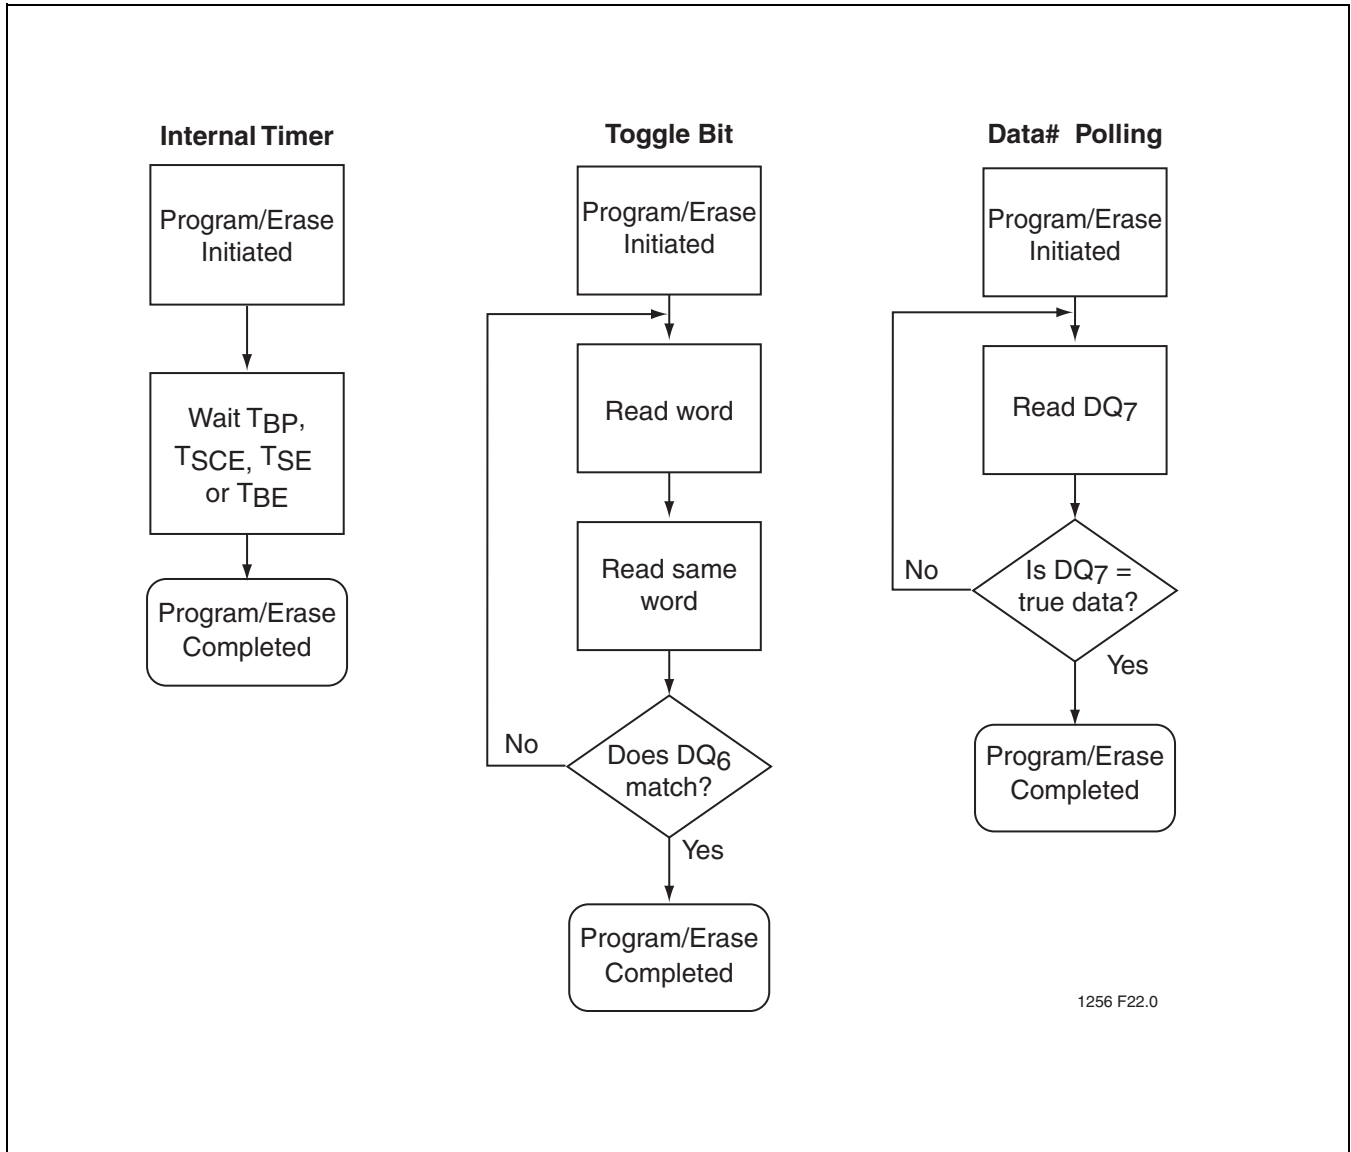 Internal Timer
Program/Erase
Initiated
Wait TBP,
TSCE, TSE
or TBE
Program/Erase
Completed
Toggle Bit
Program/Erase
Initiated
Read word
Read same
word
Does DQ6
match?
No
Yes
Program/Erase
Completed
Data# Polling
Program/Erase
Initiated
Read DQ7
Is DQ7 =
true data?
No
Yes
Program/Erase
Completed
1256 F22.0